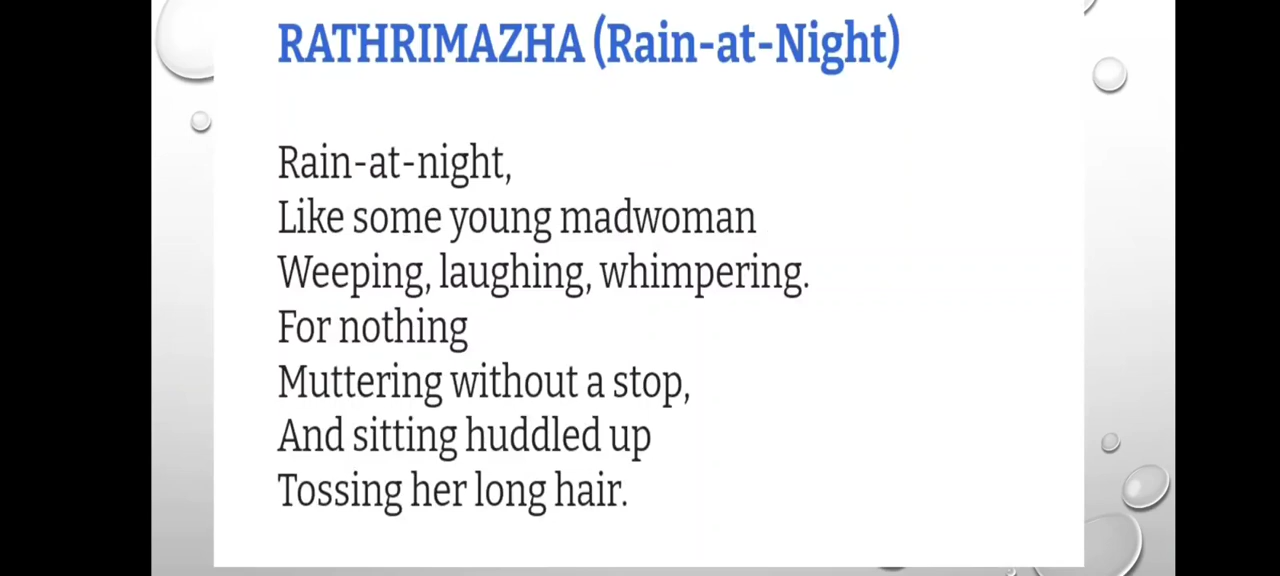 RATHRIMAZHA (Rain-at-Night)
Rain-at-night,
Like some young madwoman
Weeping, laughing, whimpering.
For nothing
Muttering without a stop,
And sitting huddled up
Tossing her long hair.